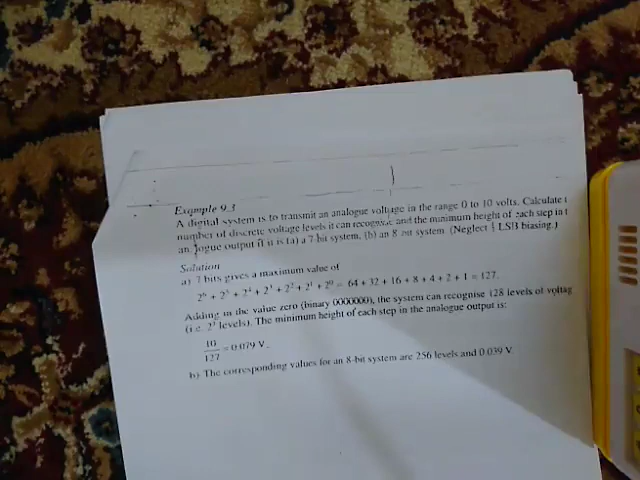 Example 9.3
A digital system is to transmit an analogue voltage in the range 0 to 10 volts. Calculate t
number of discrete voltage levels it can recognise and the minimum height of each step in t
analogue output if it is (a) a 7-bit system, (b) an 8-bit system (Neglect ½ LSB biasing.)
Solution
a) 7 bits gives a maximum value of
2⁶ + 2⁵ + 2⁴ + 2³ + 2² + 2¹ + 2⁰ = 64 + 32 + 16 + 8 + 4 + 2 + 1 = 127.
Adding in the value zero (binary 0000000), the system can recognise 128 levels of voltag
(i.e. 2⁷ levels). The minimum height of each step in the analogue output is:
10/127 = 0.079 V.
b) The corresponding values for an 8-bit system are 256 levels and 0.039 V